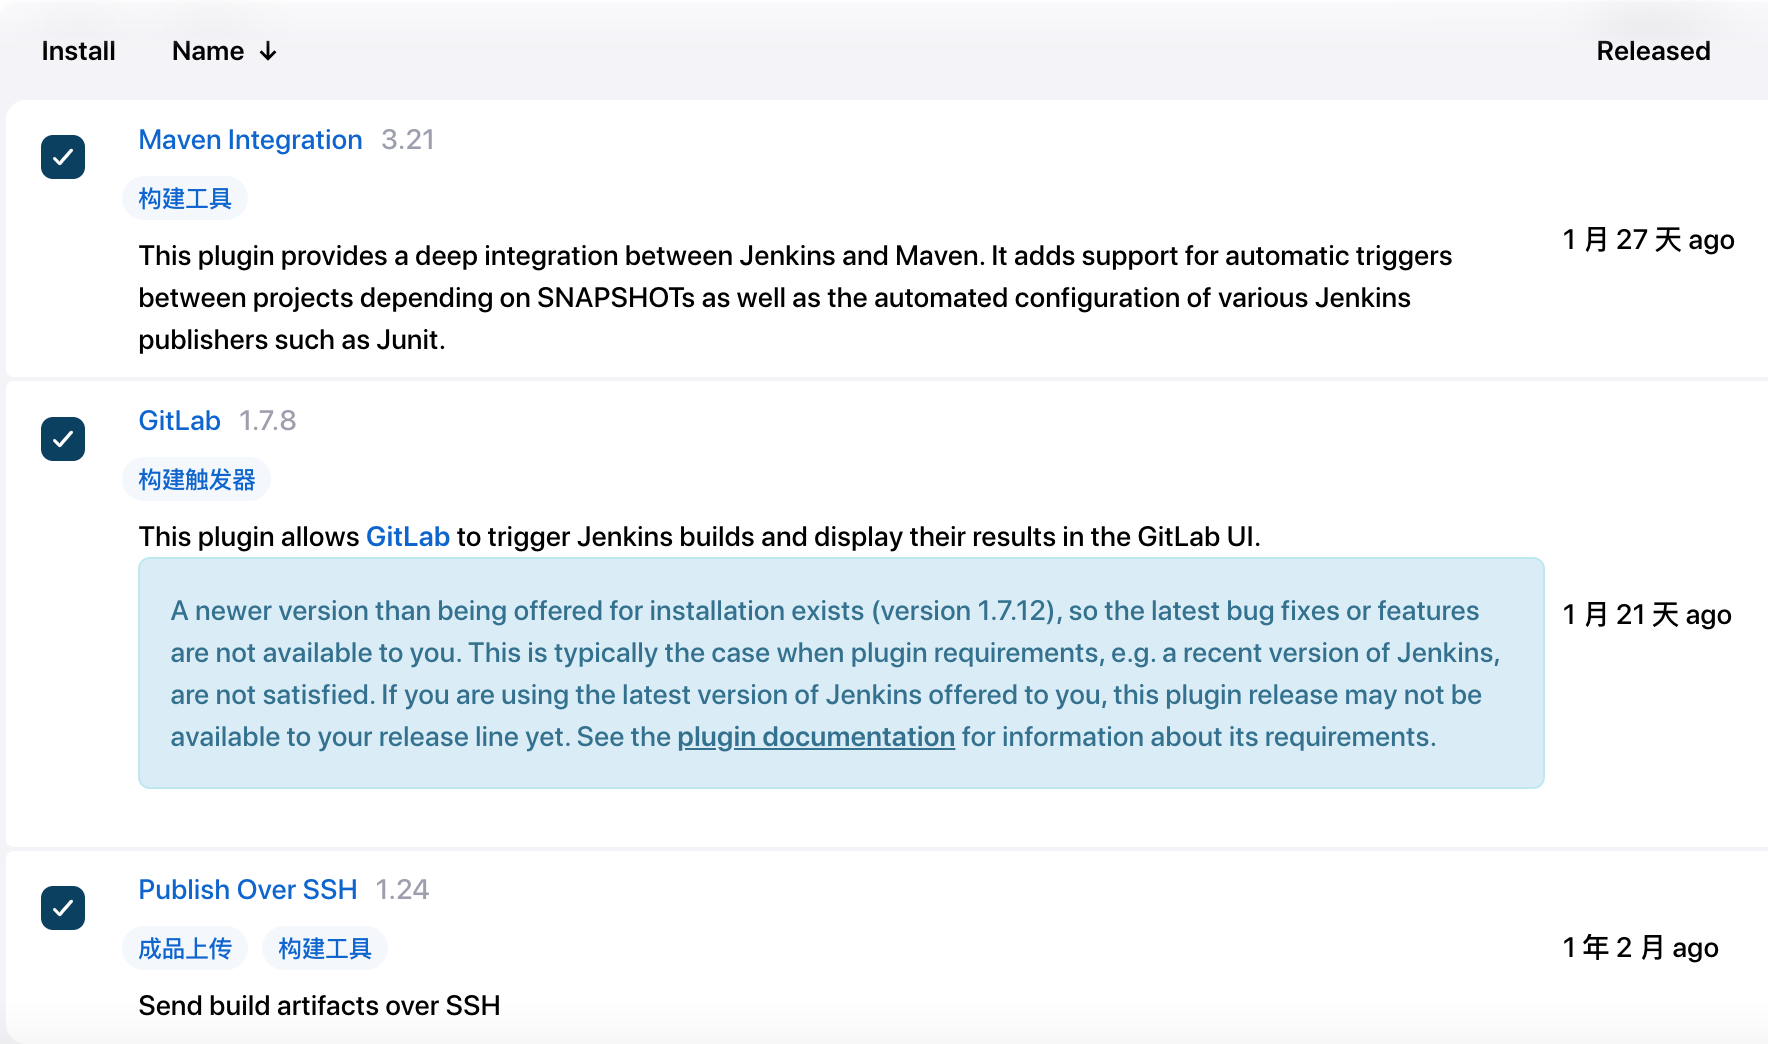 Install Name ↓ Released
Maven Integration 3.21
构建工具
1 月 27 天 ago
This plugin provides a deep integration between Jenkins and Maven. It adds support for automatic triggers
between projects depending on SNAPSHOTs as well as the automated configuration of various Jenkins
publishers such as Junit.
GitLab 1.7.8
构建触发器
This plugin allows GitLab to trigger Jenkins builds and display their results in the GitLab UI.
A newer version than being offered for installation exists (version 1.7.12), so the latest bug fixes or features
are not available to you. This is typically the case when plugin requirements, e.g. a recent version of Jenkins,
are not satisfied. If you are using the latest version of Jenkins offered to you, this plugin release may not be
available to your release line yet. See the plugin documentation for information about its requirements.
1 月 21 天 ago
Publish Over SSH 1.24
成品上传 构建工具
1 年 2 月 ago
Send build artifacts over SSH